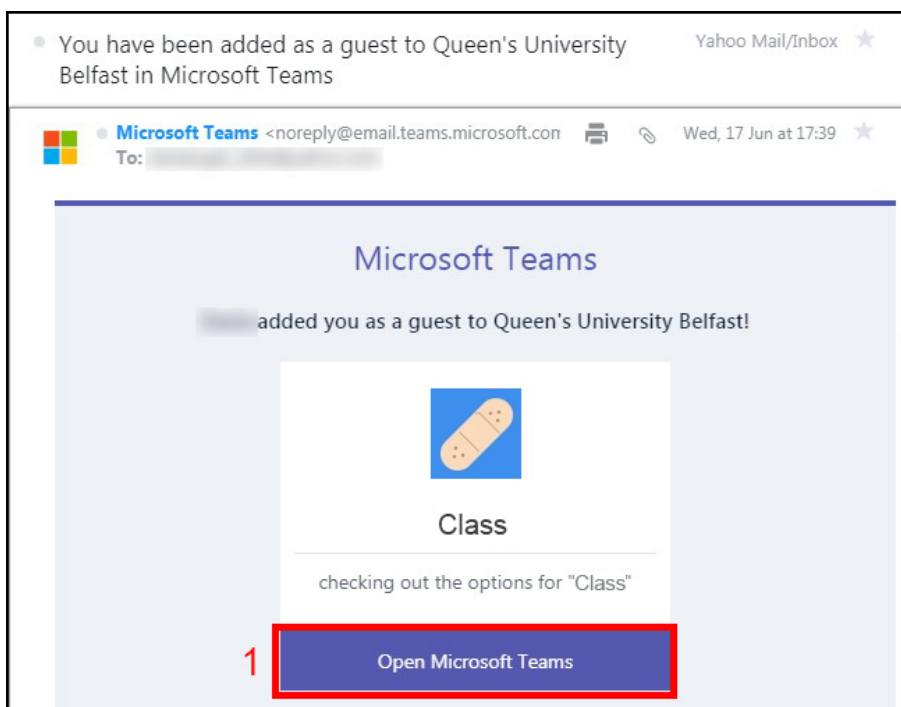 You have been added as a guest to Queen's University
Belfast in Microsoft Teams
Yahoo Mail/Inbox
Microsoft Teams <noreply@email.teams.microsoft.com
Wed, 17 Jun at 17:39
To:
Microsoft Teams
added you as a guest to Queen's University Belfast!
Class
checking out the options for "Class"
1
Open Microsoft Teams